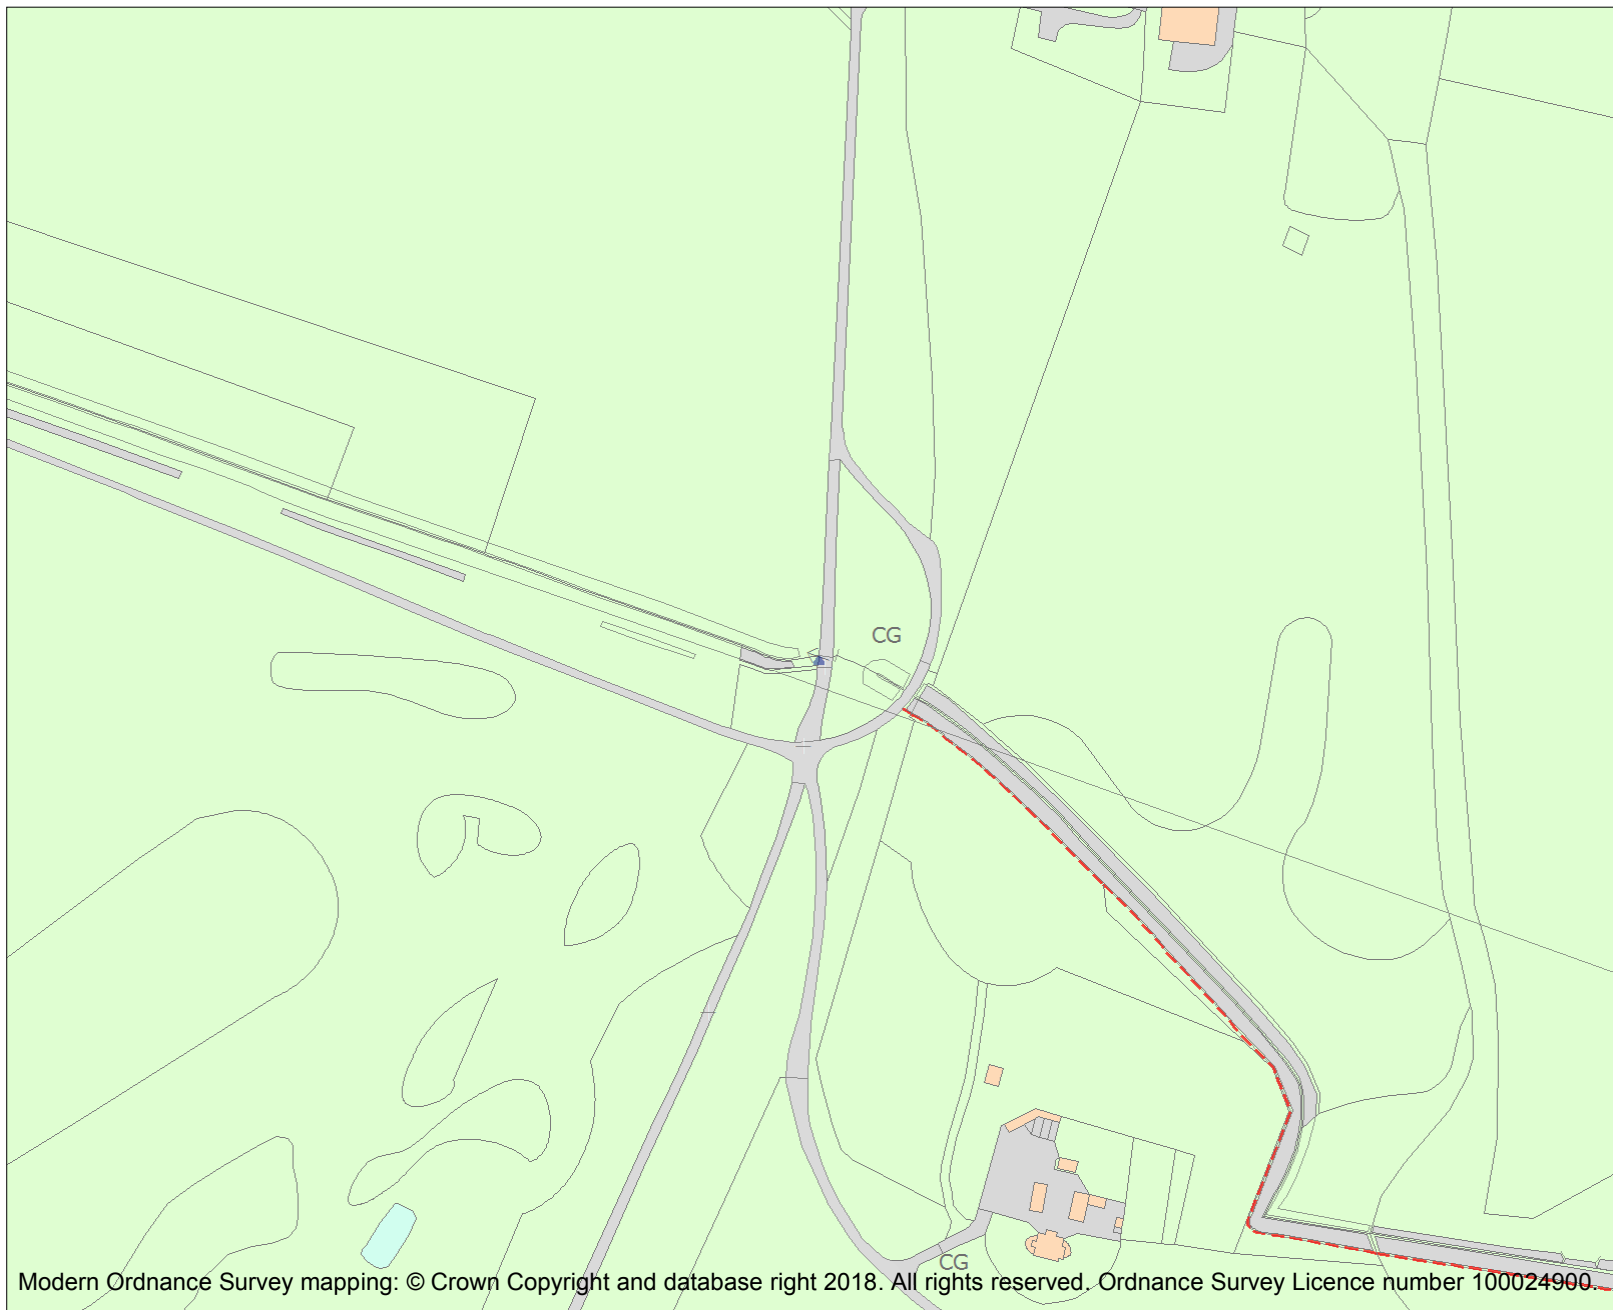 CG
CG
Modern Ordnance Survey mapping: © Crown Copyright and database right 2018. All rights reserved. Ordnance Survey Licence number 100024900.